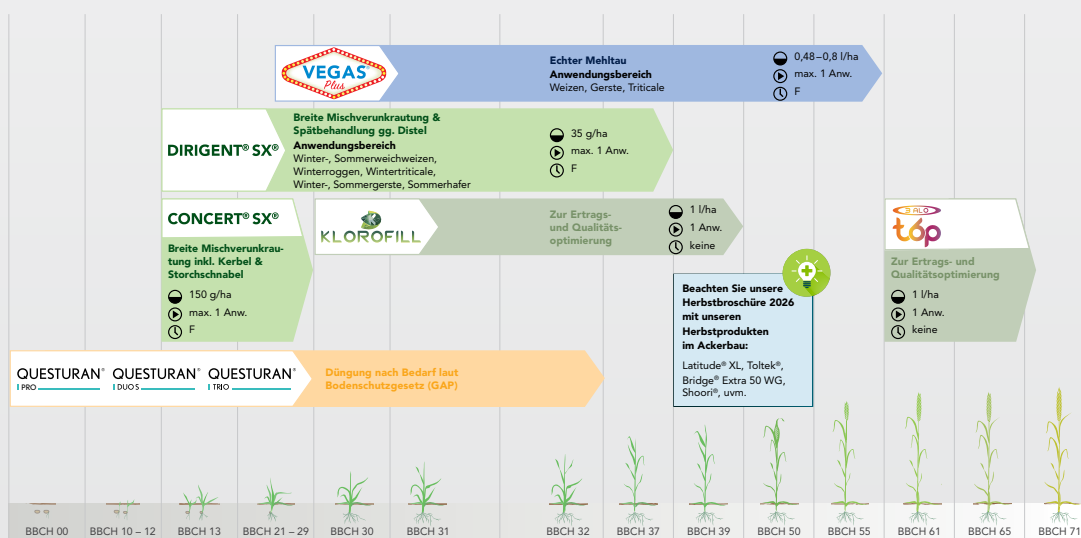 VEGAS
Plus
Echter Mehltau
Anwendungsbereich
Weizen, Gerste, Triticale
0,48–0,8 l/ha
max. 1 Anw.
F
DIRIGENT® SX®
Breite Mischverunkrautung &
Spätbehandlung gg. Distel
Anwendungsbereich
Winter-, Sommerweichweizen,
Winterroggen, Wintertriticale,
Winter-, Sommergerste, Sommerhafer
35 g/ha
max. 1 Anw.
F
CONCERT® SX®
Breite Mischverunkrau-
tung inkl. Kerbel &
Storchschnabel
150 g/ha
max. 1 Anw.
F
KLOROFILL
Zur Ertrags-
und Qualitäts-
optimierung
1 l/ha
1 Anw.
keine
Beachten Sie unsere
Herbstbroschüre 2026
mit unseren
Herbstprodukten
im Ackerbau:
Latitude® XL, Toltek®,
Bridge® Extra 50 WG,
Shoori®, uvm.
ALO
tóp
Zur Ertrags- und
Qualitätsoptimierung
1 l/ha
1 Anw.
keine
QUESTURAN®
PRO
QUESTURAN®
DUO S
QUESTURAN®
TRIO
Düngung nach Bedarf laut
Bodenschutzgesetz (GAP)
BBCH 00
BBCH 10 – 12
BBCH 13
BBCH 21 – 29
BBCH 30
BBCH 31
BBCH 32
BBCH 37
BBCH 39
BBCH 50
BBCH 55
BBCH 61
BBCH 65
BBCH 71